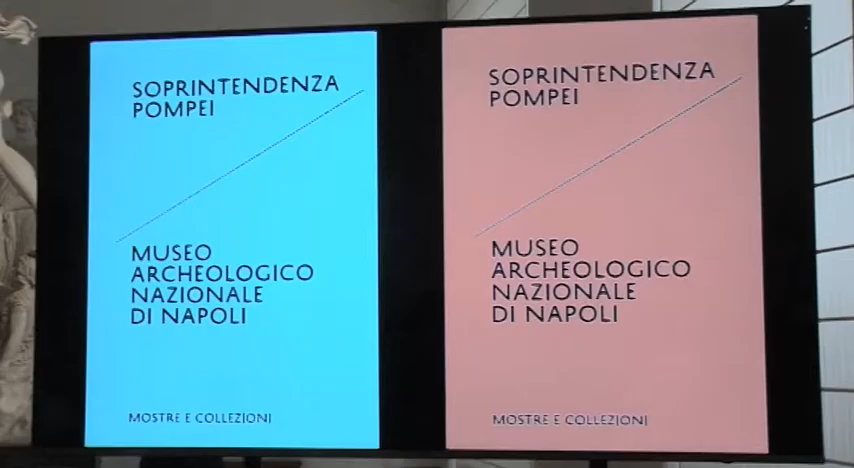 SOPRINTENDENZA
POMPEI
MUSEO
ARCHEOLOGICO
NAZIONALE
DI NAPOLI
MOSTRE E COLLEZIONI
SOPRINTENDENZA
POMPEI
MUSEO
ARCHEOLOGICO
NAZIONALE
DI NAPOLI
MOSTRE E COLLEZIONI